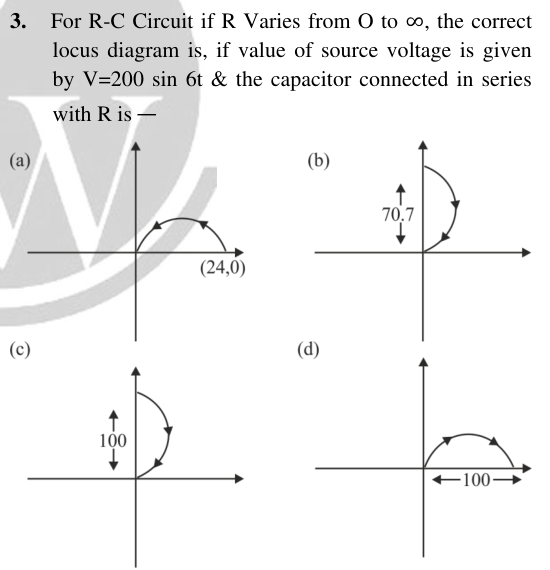 3. For R-C Circuit if R Varies from O to ∞, the correct
locus diagram is, if value of source voltage is given
by V=200 sin 6t & the capacitor connected in series
with R is —
(a)
(24,0)
(b)
70.7
(c)
100
(d)
100